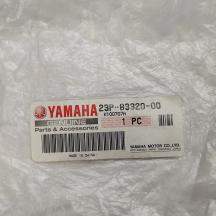 YAMAHA 23P-83320-00
GENUINE
Parts & Accessories
1 PC
YAMAHA MOTOR CO., LTD.